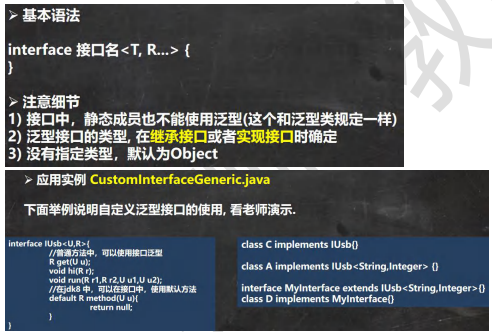 ➢ 基本语法
interface 接口名<T, R...> {
}
➢ 注意细节
1) 接口中，静态成员也不能使用泛型(这个和泛型类规定一样)
2) 泛型接口的类型, 在继承接口或者实现接口时确定
3) 没有指定类型，默认为Object
➢ 应用实例 CustomInterfaceGeneric.java
下面举例说明自定义泛型接口的使用, 看老师演示.
interface IUsb<U,R>{
//普通方法中，可以使用接口泛型
R get(U u);
void hi(R r);
void run(R r1,R r2,U u1,U u2);
//在jdk8 中，可以在接口中，使用默认方法
default R method(U u){
return null;
}
}
class C implements IUsb{}
class A implements IUsb<String,Integer> {}
interface MyInterface extends IUsb<String,Integer>{}
class D implements MyInterface{}
教